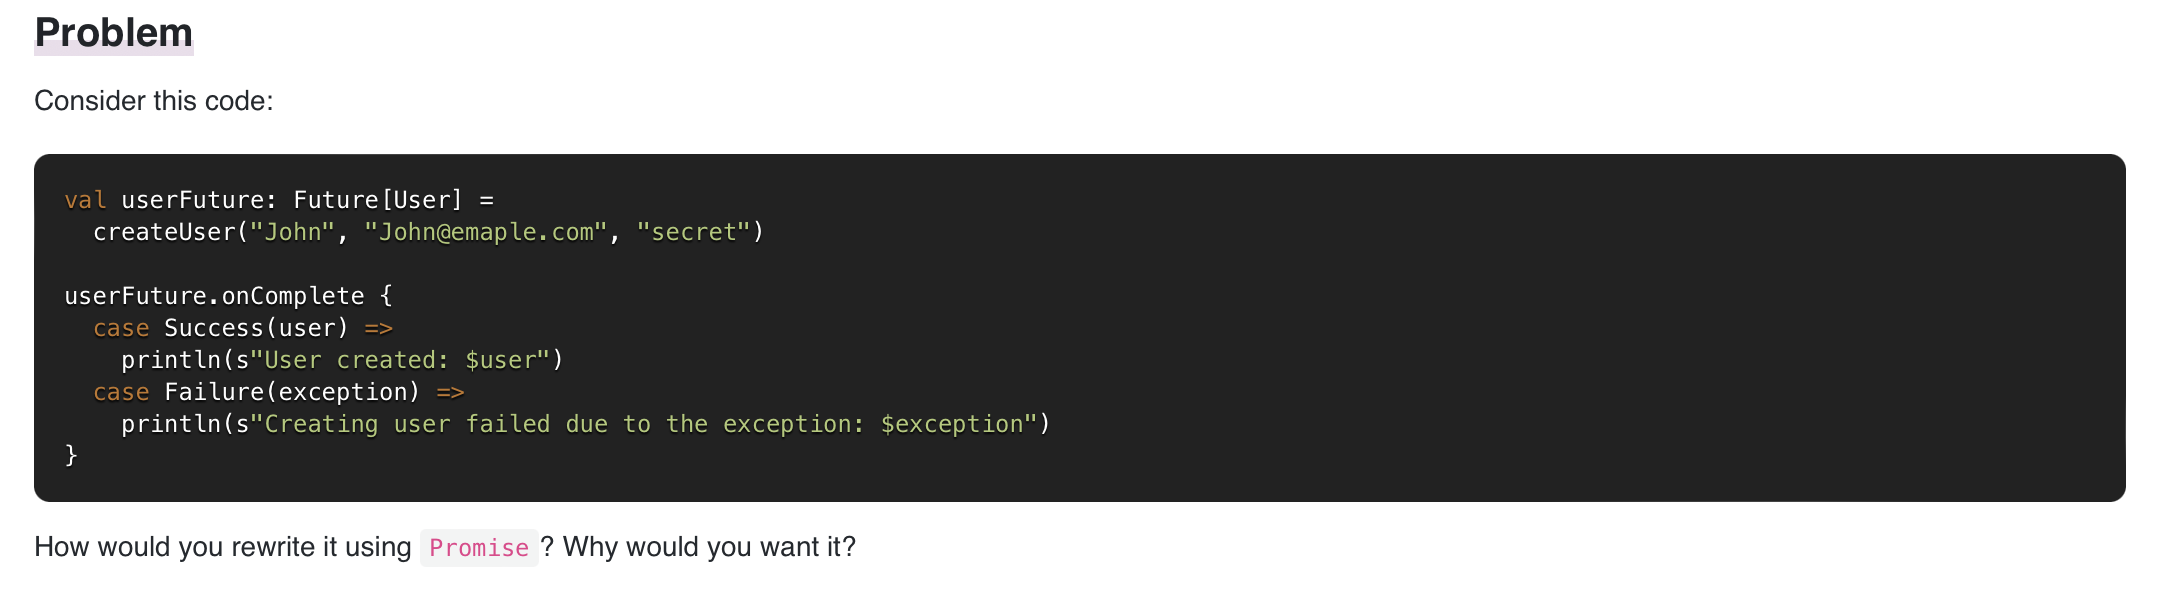 Problem
Consider this code:
val userFuture: Future[User] =
  createUser("John", "John@emaple.com", "secret")
userFuture.onComplete {
  case Success(user) =>
    println(s"User created: $user")
  case Failure(exception) =>
    println(s"Creating user failed due to the exception: $exception")
}
How would you rewrite it using Promise? Why would you want it?